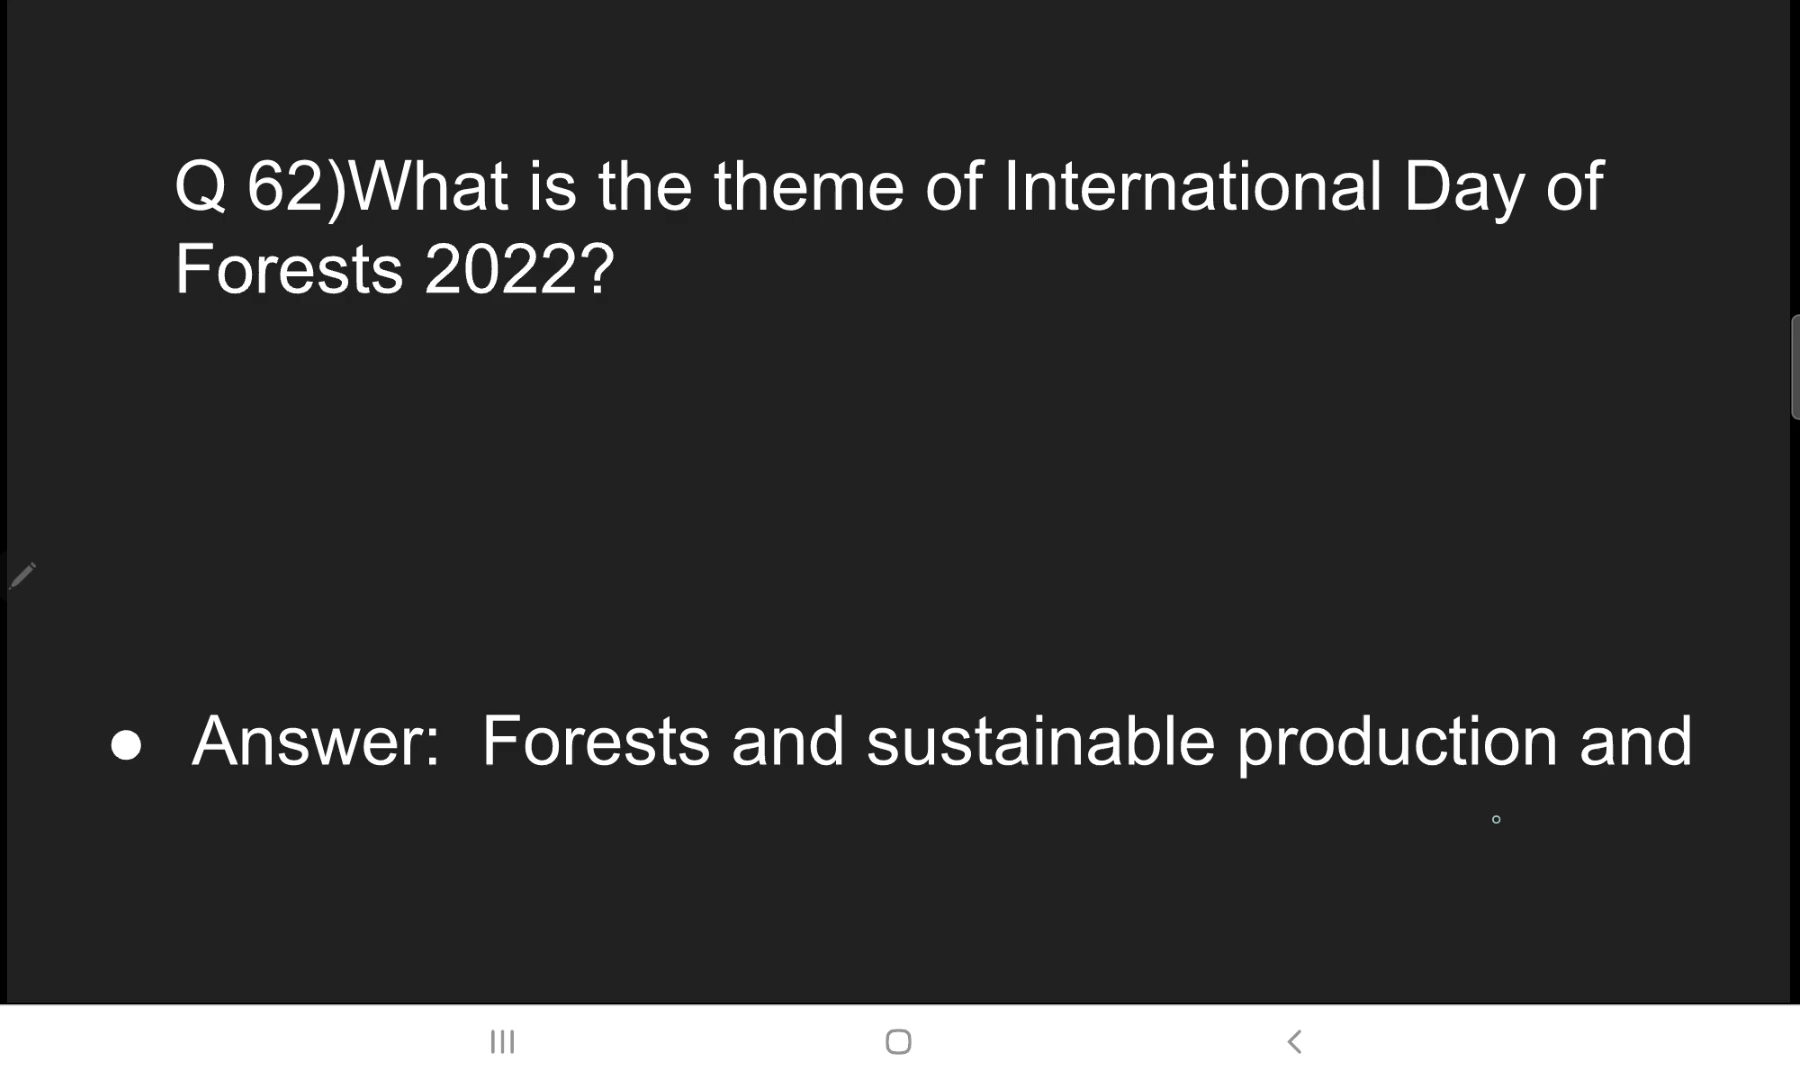 Q 62)What is the theme of International Day of
Forests 2022?
● Answer:  Forests and sustainable production and